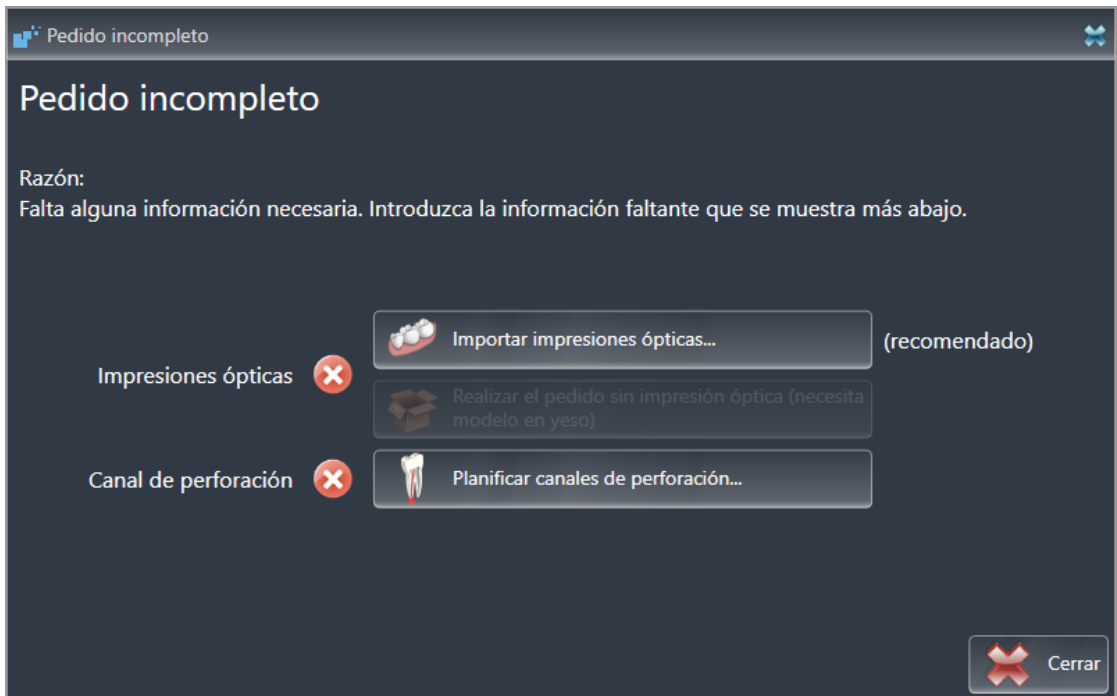 Pedido incompleto
Pedido incompleto
Razón:
Falta alguna información necesaria. Introduzca la información faltante que se muestra más abajo.
Impresiones ópticas
Importar impresiones ópticas...
(recomendado)
Realizar el pedido sin impresión óptica (necesita
modelo en yeso)
Canal de perforación
Planificar canales de perforación...
Cerrar